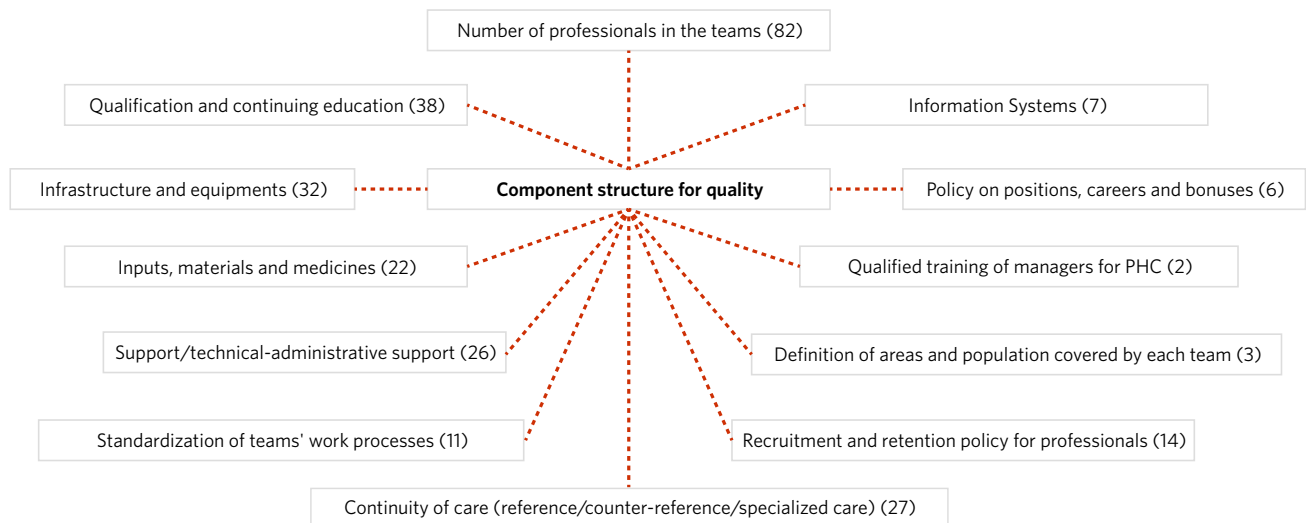 Number of professionals in the teams (82)
Qualification and continuing education (38)
Information Systems (7)
Infrastructure and equipments (32)
Component structure for quality
Policy on positions, careers and bonuses (6)
Inputs, materials and medicines (22)
Qualified training of managers for PHC (2)
Support/technical-administrative support (26)
Definition of areas and population covered by each team (3)
Standardization of teams' work processes (11)
Recruitment and retention policy for professionals (14)
Continuity of care (reference/counter-reference/specialized care) (27)